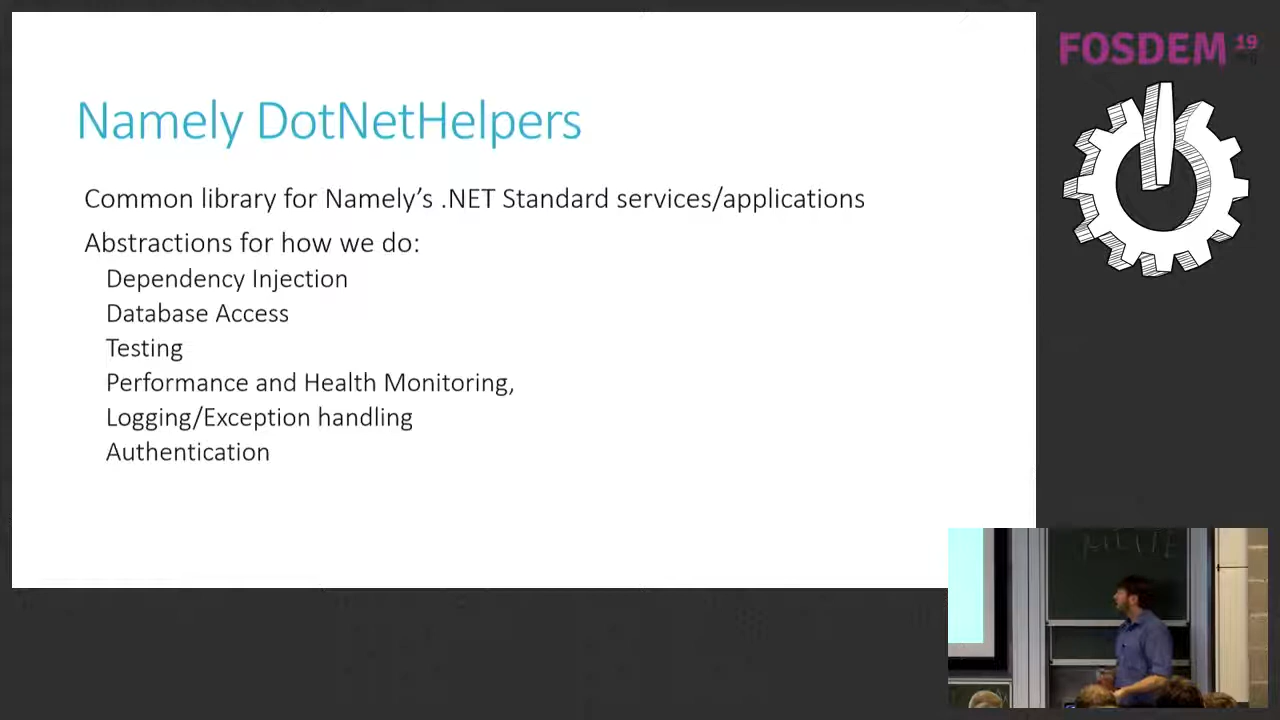 Namely DotNetHelpers
Common library for Namely’s .NET Standard services/applications
Abstractions for how we do:
Dependency Injection
Database Access
Testing
Performance and Health Monitoring,
Logging/Exception handling
Authentication
FOSDEM 19